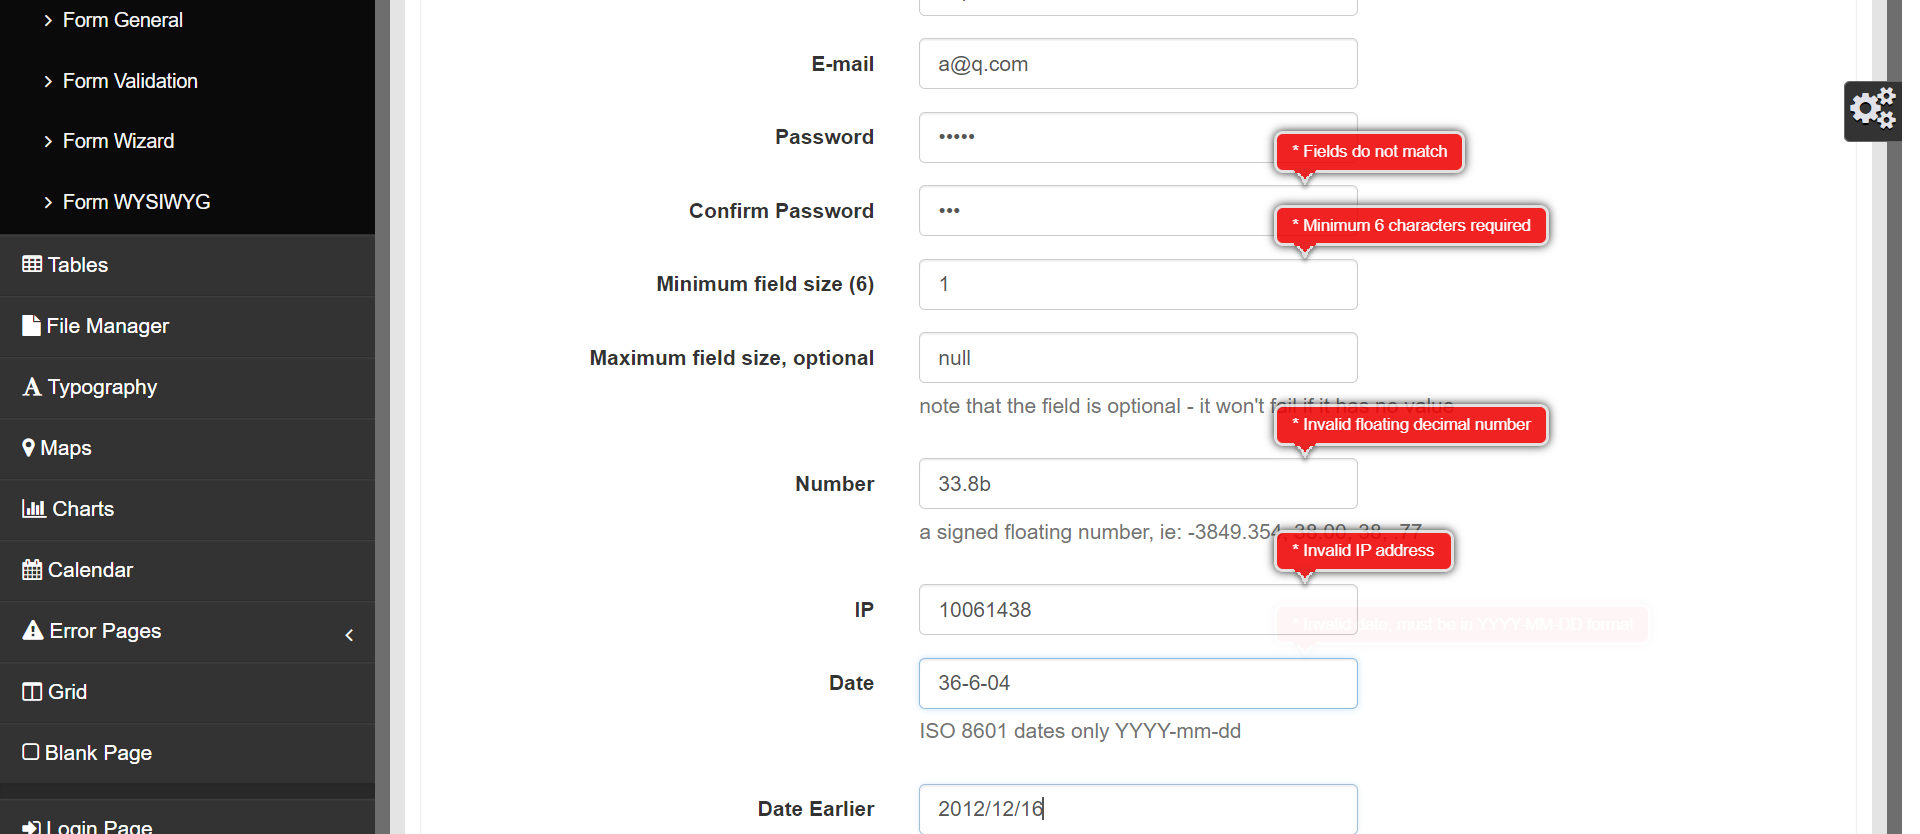 Form General
Form Validation
Form Wizard
Form WYSIWYG
Tables
File Manager
Typography
Maps
Charts
Calendar
Error Pages
Grid
Blank Page
Login Page
E-mail
a@q.com
Password
•••••
* Fields do not match
Confirm Password
•••
* Minimum 6 characters required
Minimum field size (6)
1
Maximum field size, optional
null
note that the field is optional - it won't fail if it has no value
* Invalid floating decimal number
Number
33.8b
a signed floating number, ie: -3849.354, 38.00, 38, .77
* Invalid IP address
IP
10061438
* Invalid date, must be in YYYY-MM-DD format
Date
36-6-04
ISO 8601 dates only YYYY-mm-dd
Date Earlier
2012/12/16